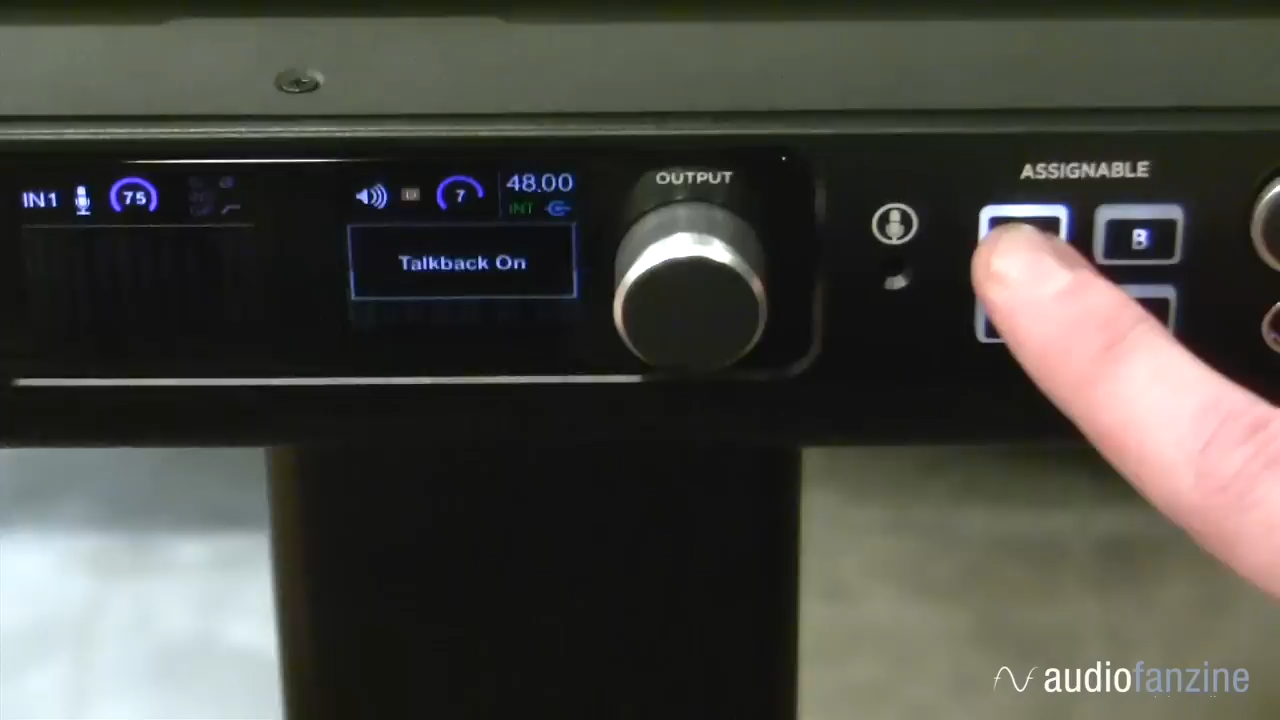 ASSIGNABLE
OUTPUT
IN1 75
7 48.00
INT
B
Talkback On
audiofanzine